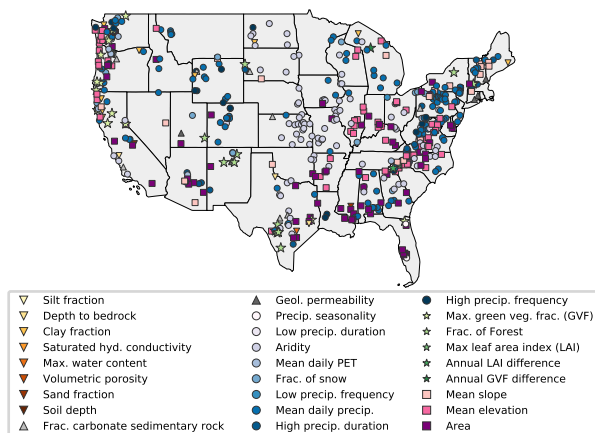 Silt fraction
Depth to bedrock
Clay fraction
Saturated hyd. conductivity
Max. water content
Volumetric porosity
Sand fraction
Soil depth
Frac. carbonate sedimentary rock
Geol. permeability
Precip. seasonality
Low precip. duration
Aridity
Mean daily PET
Frac. of snow
Low precip. frequency
Mean daily precip.
High precip. duration
High precip. frequency
Max. green veg. frac. (GVF)
Frac. of Forest
Max leaf area index (LAI)
Annual LAI difference
Annual GVF difference
Mean slope
Mean elevation
Area